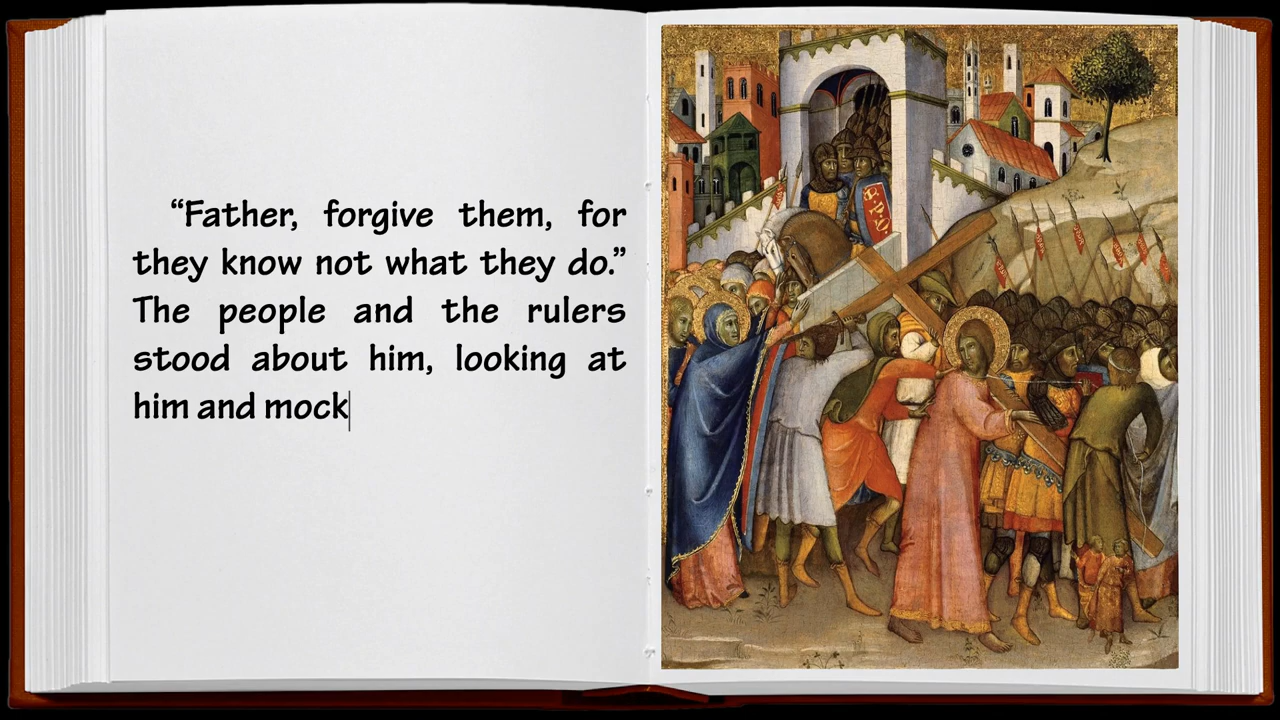 “Father, forgive them, for
they know not what they do.”
The people and the rulers
stood about him, looking at
him and mock